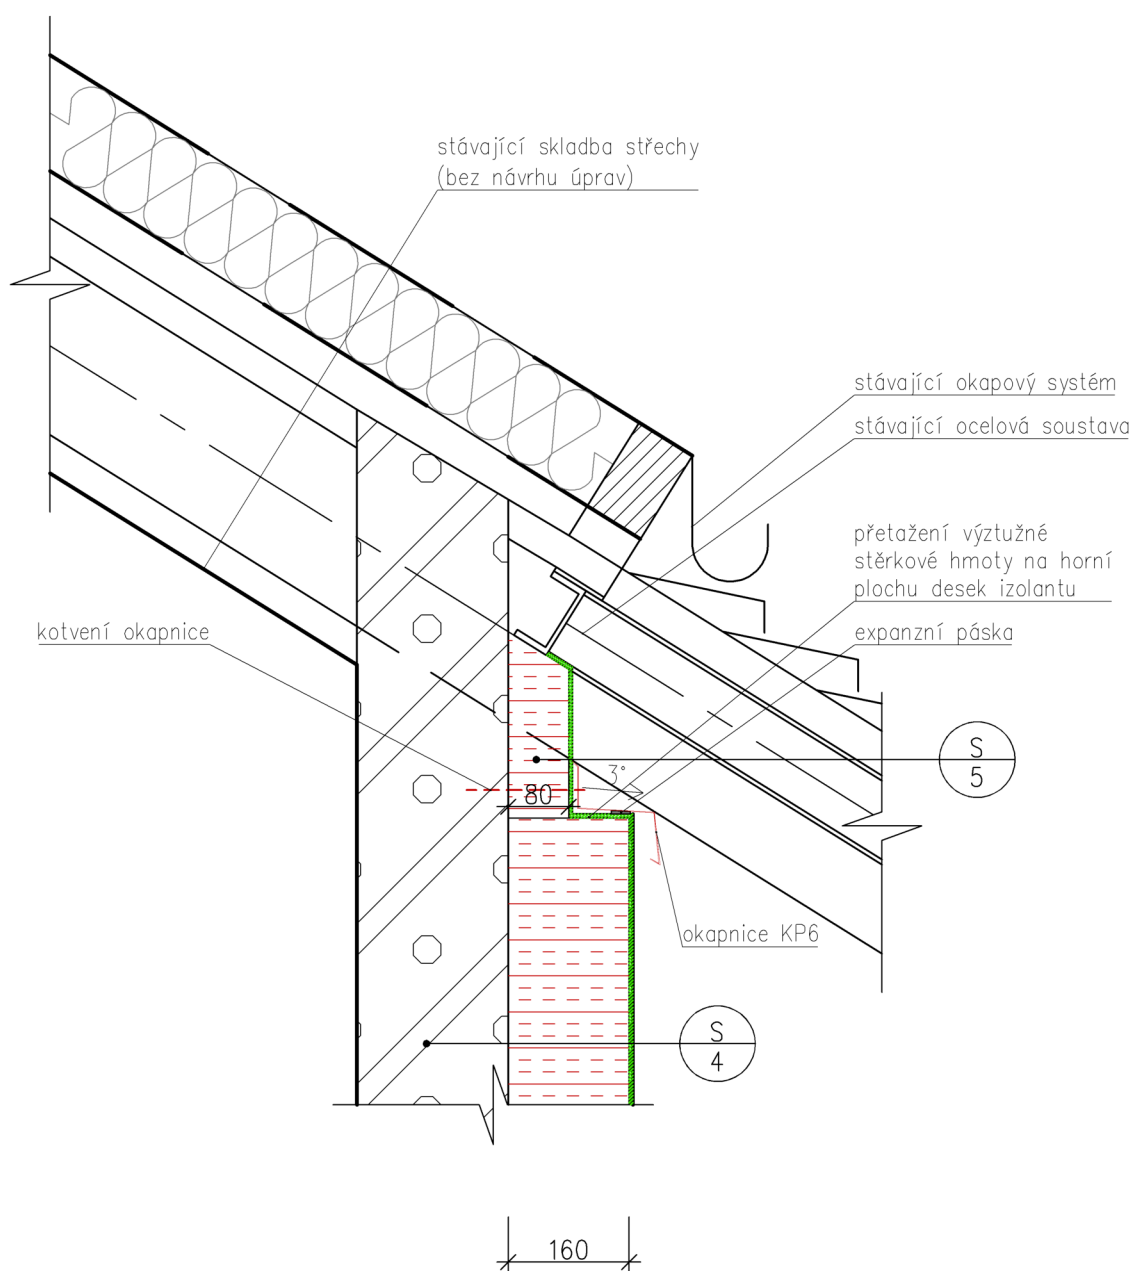 stávající skladba střechy
(bez návrhu úprav)
stávající okapový systém
stávající ocelová soustava
přetažení výztužné
stěrkové hmoty na horní
plochu desek izolantu
kotvení okapnice
expanzní páska
S
5
3°
80
okapnice KP6
S
4
160